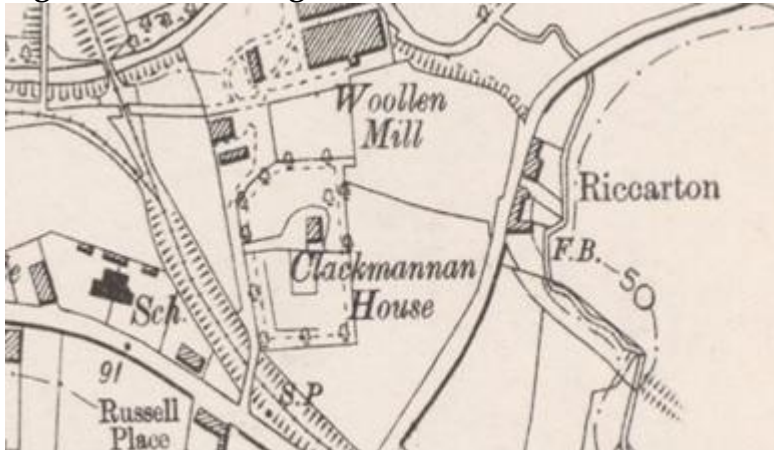 Woollen
Mill
Riccarton
F.B.
50
Clackmannan
House
Sch.
91
S.P
Russell
Place